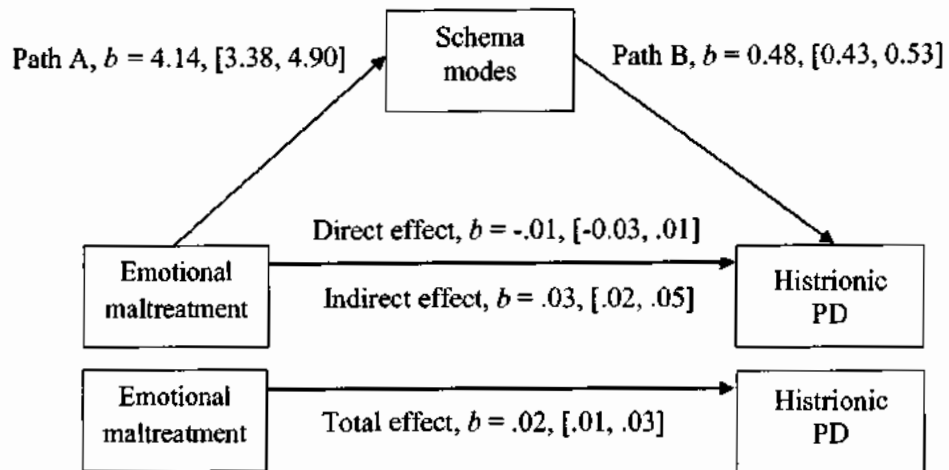 Schema
modes
Path A, b = 4.14, [3.38, 4.90]
Path B, b = 0.48, [0.43, 0.53]
Direct effect, b = -.01, [-0.03, .01]
Emotional
maltreatment
Indirect effect, b = .03, [.02, .05]
Histrionic
PD
Emotional
maltreatment
Total effect, b = .02, [.01, .03]
Histrionic
PD